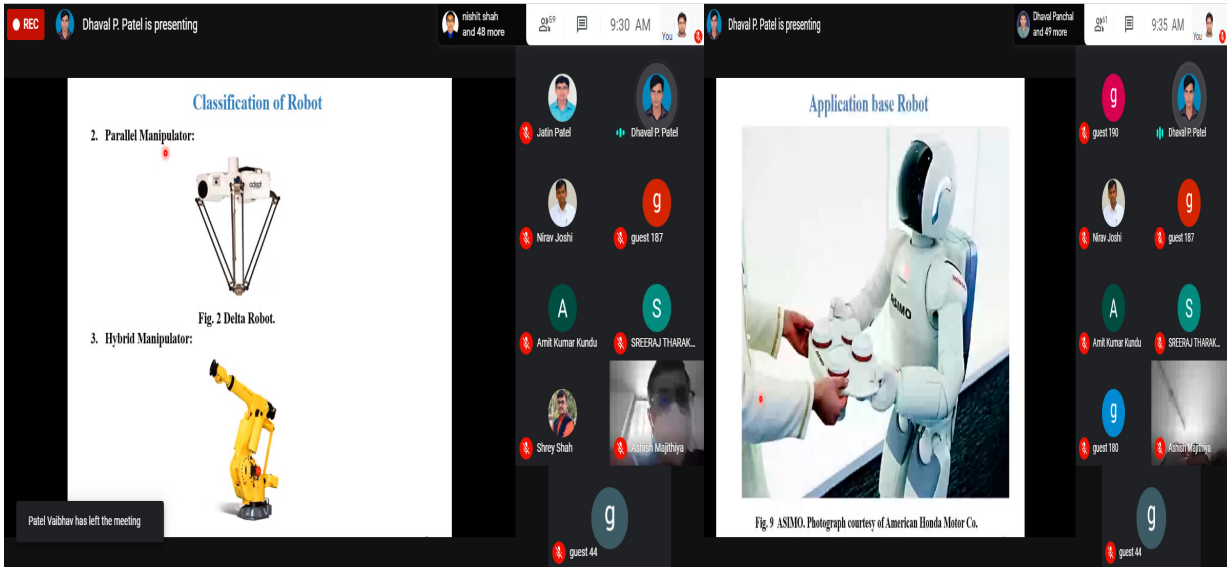 REC
Dhaval P. Patel is presenting
nishit shah
and 48 more
59
9:30 AM
You
Classification of Robot
2. Parallel Manipulator:
adept
Fig. 2 Delta Robot.
3. Hybrid Manipulator:
Patel Vaibhav has left the meeting
Jatin Patel
Dhaval P. Patel
Nirav Joshi
g
guest 187
A
Amit Kumar Kundu
S
SREERAJ THARAK...
Shrey Shah
Ashish Majithiya
g
guest 44
Dhaval P. Patel is presenting
Dhaval Panchal
and 49 more
61
9:35 AM
You
Application base Robot
ASIMO
Fig. 9 ASIMO. Photograph courtesy of American Honda Motor Co.
g
guest 190
Dhaval P. Patel
Nirav Joshi
g
guest 187
A
Amit Kumar Kundu
S
SREERAJ THARAK...
g
guest 180
Ashish Majithiya
g
guest 44